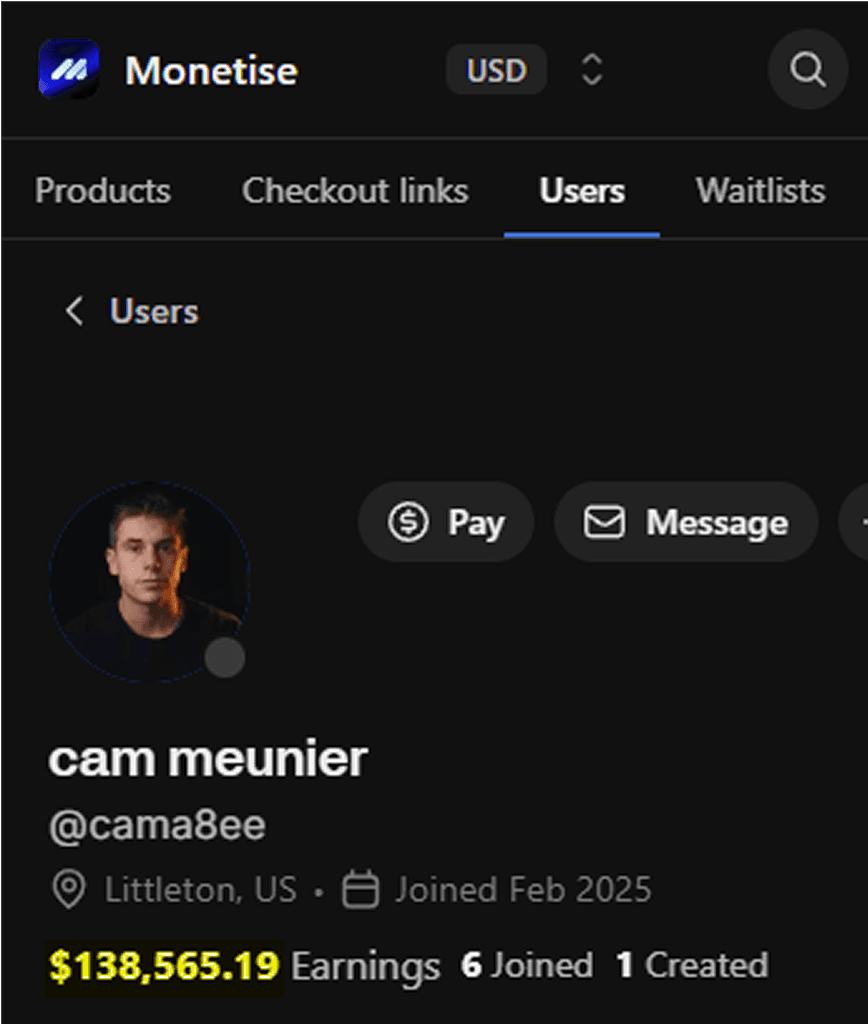 Monetise USD
Products Checkout links Users Waitlists
Users
Pay Message
cam meunier
@cama8ee
Littleton, US • Joined Feb 2025
$138,565.19 Earnings 6 Joined 1 Created